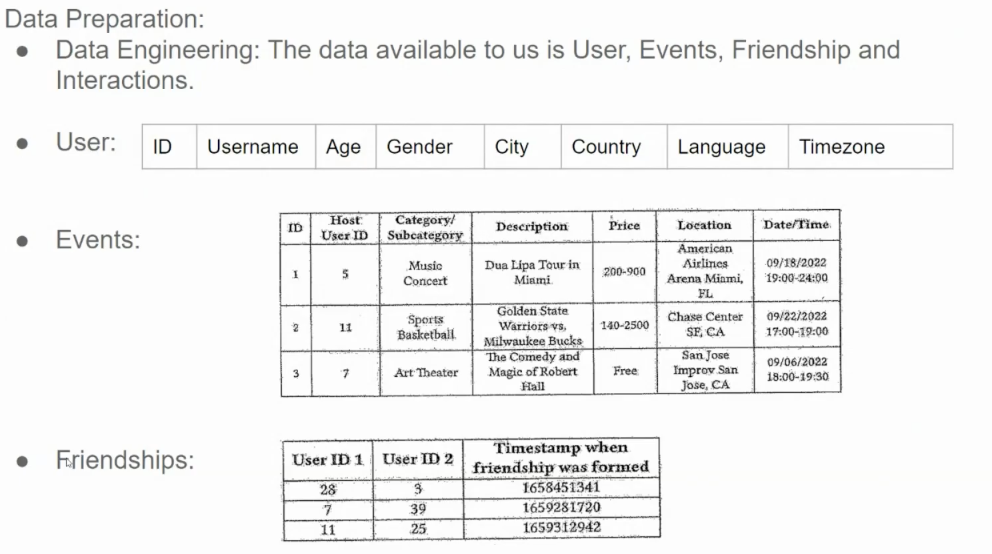 Data Preparation:
● Data Engineering: The data available to us is User, Events, Friendship and
Interactions.
● User: ID Username Age Gender City Country Language Timezone
● Events:
ID Host User ID Category/Subcategory Description Price Location Date/Time
1 5 Music Concert Dua Lipa Tour in Miami 200-900 American Airlines Arena Miami, FL 09/18/2022 19:00-24:00
2 11 Sports Basketball Golden State Warriors vs. Milwaukee Bucks 140-2500 Chase Center SF, CA 09/22/2022 17:00-19:00
3 7 Art Theater The Comedy and Magic of Robert Hall Free San Jose Improv San Jose, CA 09/06/2022 18:00-19:30
● Friendships:
User ID 1 User ID 2 Timestamp when friendship was formed
28 3 1658451341
7 39 1659281720
11 25 1659312942